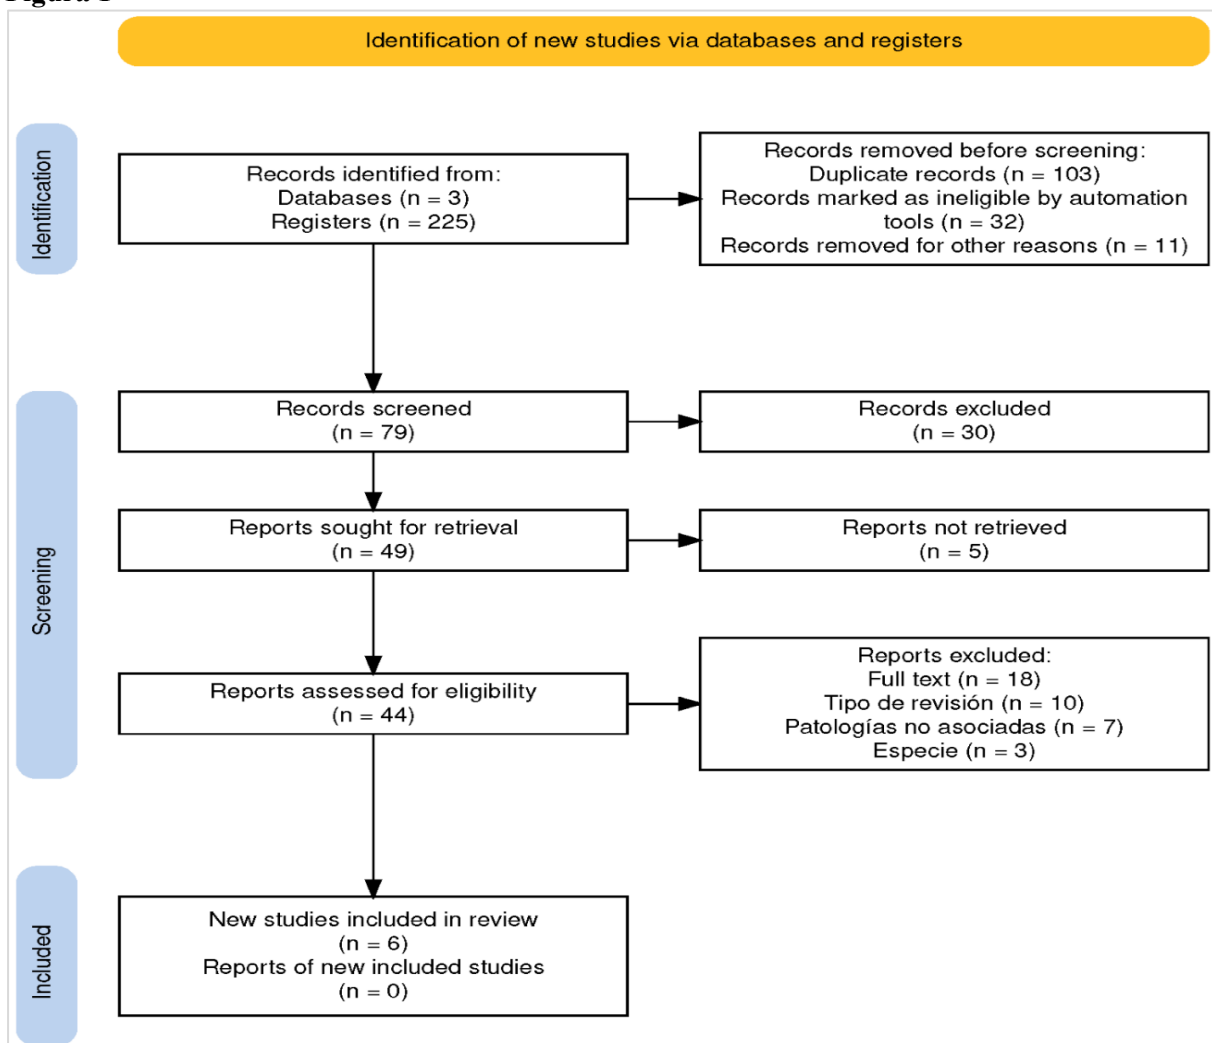 Figura 1
Identification of new studies via databases and registers
Identification
Records identified from:
Databases (n = 3)
Registers (n = 225)
Records removed before screening:
Duplicate records (n = 103)
Records marked as ineligible by automation
tools (n = 32)
Records removed for other reasons (n = 11)
Screening
Records screened
(n = 79)
Records excluded
(n = 30)
Reports sought for retrieval
(n = 49)
Reports not retrieved
(n = 5)
Reports assessed for eligibility
(n = 44)
Reports excluded:
Full text (n = 18)
Tipo de revisión (n = 10)
Patologías no asociadas (n = 7)
Especie (n = 3)
Included
New studies included in review
(n = 6)
Reports of new included studies
(n = 0)